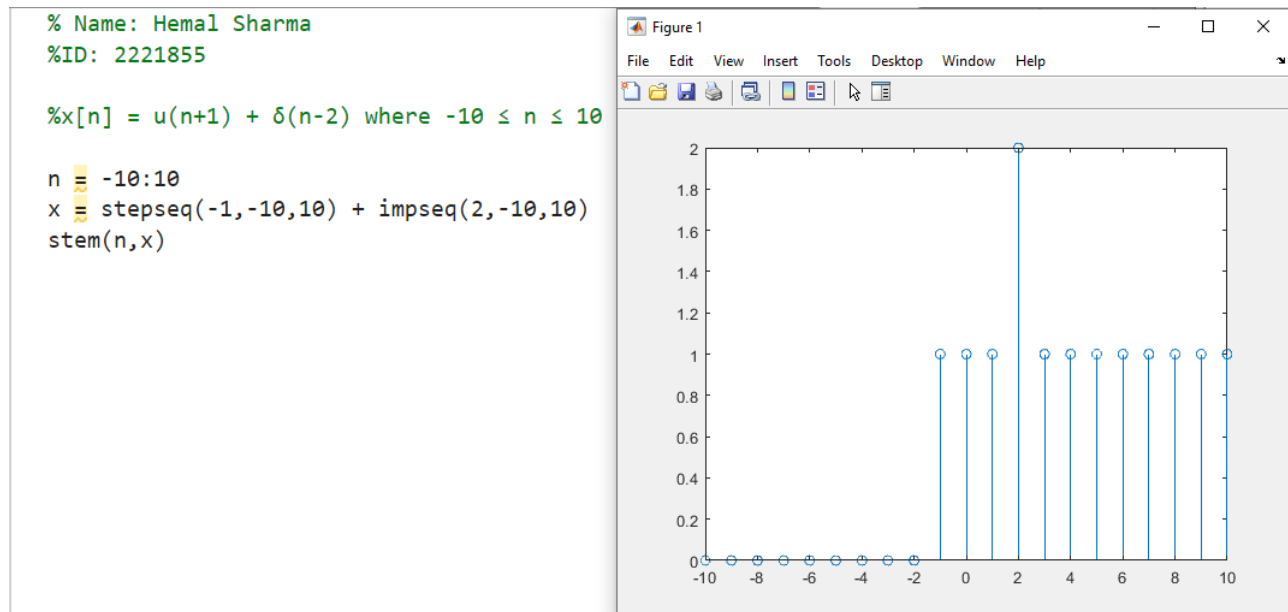 % Name: Hemal Sharma
%ID: 2221855
%x[n] = u(n+1) + δ(n-2) where -10 ≤ n ≤ 10
n = -10:10
x = stepseq(-1,-10,10) + impseq(2,-10,10)
stem(n,x)
Figure 1
File Edit View Insert Tools Desktop Window Help
2
1.8
1.6
1.4
1.2
1
0.8
0.6
0.4
0.2
0
-10 -8 -6 -4 -2 0 2 4 6 8 10